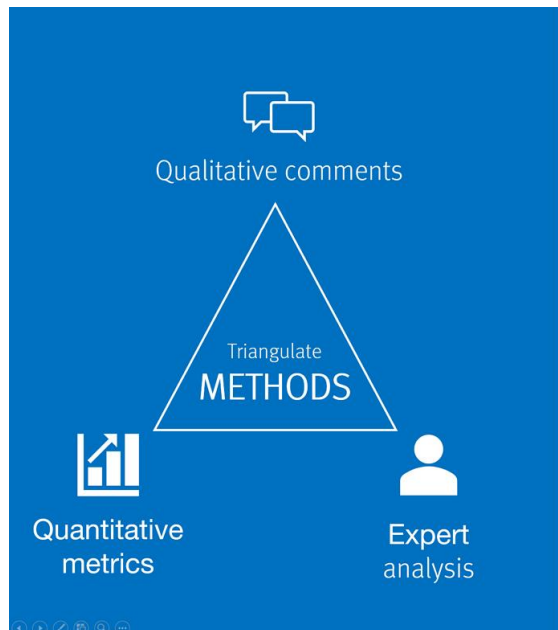 Qualitative comments
Triangulate
METHODS
Quantitative
metrics
Expert
analysis